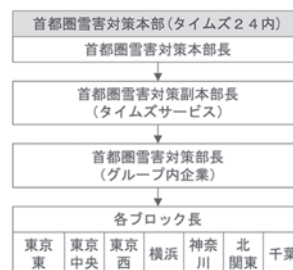 首都圏雪害対策本部(タイムズ24内)
首都圏雪害対策本部長
首都圏雪害対策副本部長
(タイムズサービス)
首都圏雪害対策部長
(グループ内企業)
各ブロック長
東京東 東京中央 東京西 横浜 神奈川 北関東 千葉